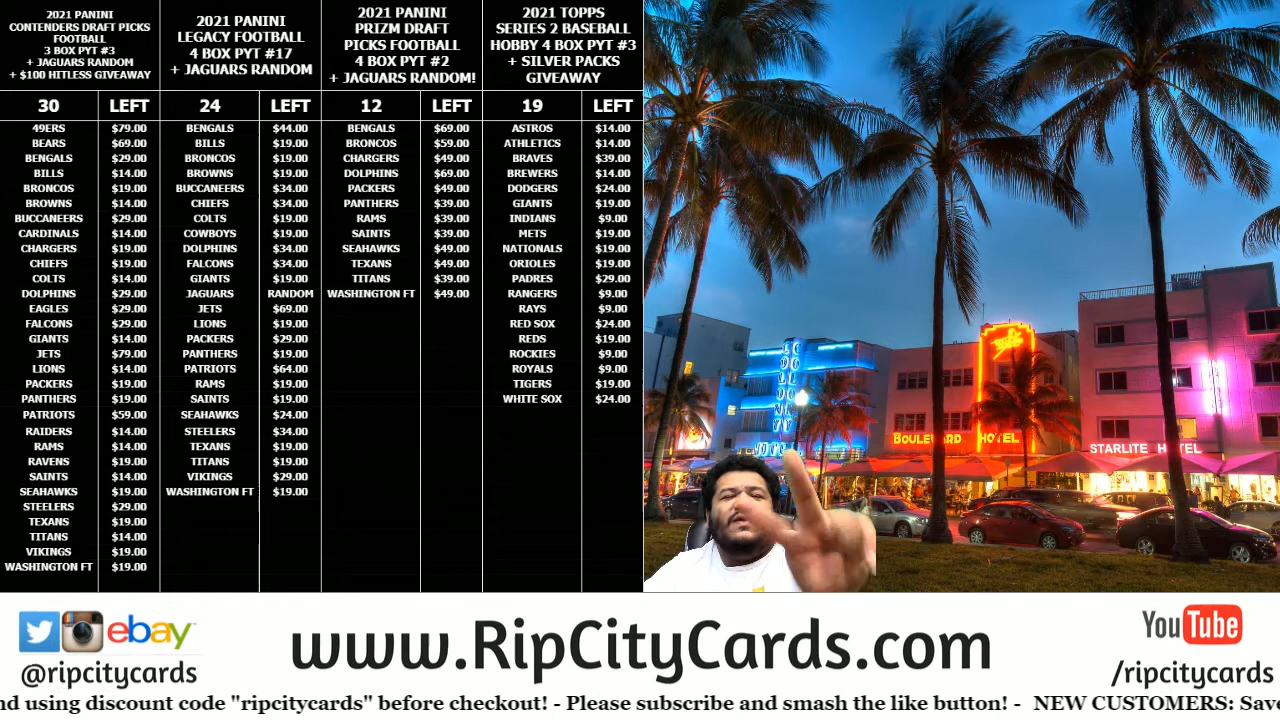 2021 PANINI
CONTENDERS DRAFT PICKS
FOOTBALL
3 BOX PYT #3
+ JAGUARS RANDOM
+ $100 HITLESS GIVEAWAY
30 LEFT
49ERS $79.00
BEARS $69.00
BENGALS $29.00
BILLS $14.00
BRONCOS $19.00
BROWNS $14.00
BUCCANEERS $29.00
CARDINALS $14.00
CHARGERS $19.00
CHIEFS $19.00
COLTS $14.00
DOLPHINS $29.00
EAGLES $29.00
FALCONS $29.00
GIANTS $14.00
JETS $79.00
LIONS $14.00
PACKERS $19.00
PANTHERS $19.00
PATRIOTS $59.00
RAIDERS $14.00
RAMS $14.00
RAVENS $19.00
SAINTS $14.00
SEAHAWKS $19.00
STEELERS $29.00
TEXANS $19.00
TITANS $14.00
VIKINGS $19.00
WASHINGTON FT $19.00
2021 PANINI
LEGACY FOOTBALL
4 BOX PYT #17
+ JAGUARS RANDOM
24 LEFT
BENGALS $44.00
BILLS $19.00
BRONCOS $19.00
BROWNS $19.00
BUCCANEERS $34.00
CHIEFS $34.00
COLTS $19.00
COWBOYS $19.00
DOLPHINS $34.00
FALCONS $34.00
GIANTS $19.00
JAGUARS RANDOM
JETS $69.00
LIONS $19.00
PACKERS $29.00
PANTHERS $19.00
PATRIOTS $64.00
RAMS $19.00
SAINTS $19.00
SEAHAWKS $24.00
STEELERS $34.00
TEXANS $19.00
TITANS $19.00
VIKINGS $29.00
WASHINGTON FT $19.00
2021 PANINI
PRIZM DRAFT
PICKS FOOTBALL
4 BOX PYT #2
+ JAGUARS RANDOM!
12 LEFT
BENGALS $69.00
BRONCOS $59.00
CHARGERS $49.00
DOLPHINS $69.00
PACKERS $49.00
PANTHERS $39.00
RAMS $39.00
SAINTS $39.00
SEAHAWKS $49.00
TEXANS $49.00
TITANS $39.00
WASHINGTON FT $49.00
2021 TOPPS
SERIES 2 BASEBALL
HOBBY 4 BOX PYT #3
+ SILVER PACKS
GIVEAWAY
19 LEFT
ASTROS $14.00
ATHLETICS $14.00
BRAVES $39.00
BREWERS $14.00
DODGERS $24.00
GIANTS $19.00
INDIANS $9.00
METS $19.00
NATIONALS $19.00
ORIOLES $19.00
PADRES $29.00
RANGERS $9.00
RAYS $9.00
RED SOX $24.00
REDS $19.00
ROCKIES $9.00
ROYALS $9.00
TIGERS $19.00
WHITE SOX $24.00
COLONY
COLONY
BOULEVARD HOTEL
STARLITE HOTEL
ebay
@ripcitycards
www.RipCityCards.com
YouTube
/ripcitycards
using discount code "ripcitycards" before checkout! - Please subscribe and smash the like button! - NEW CUSTOMERS: